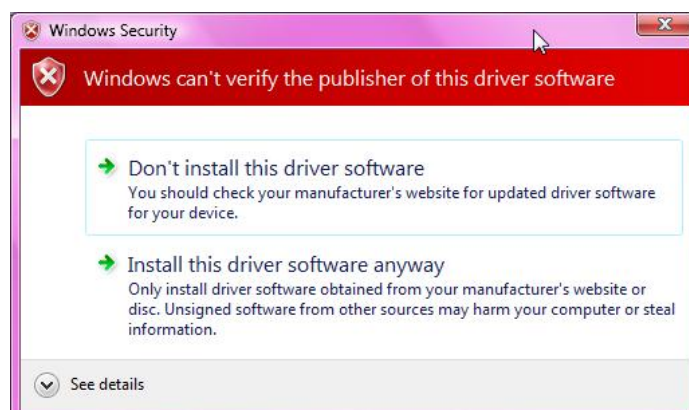 Windows Security
Windows can't verify the publisher of this driver software
Don't install this driver software
You should check your manufacturer's website for updated driver software
for your device.
Install this driver software anyway
Only install driver software obtained from your manufacturer's website or
disc. Unsigned software from other sources may harm your computer or steal
information.
See details